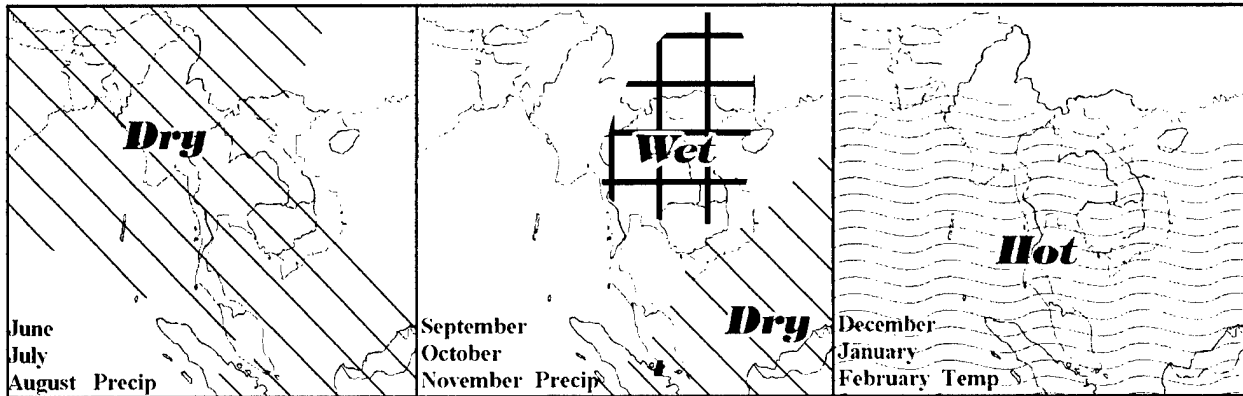 Dry
June
July
August Precip
Wet
Dry
September
October
November Precip
Hot
December
January
February Temp